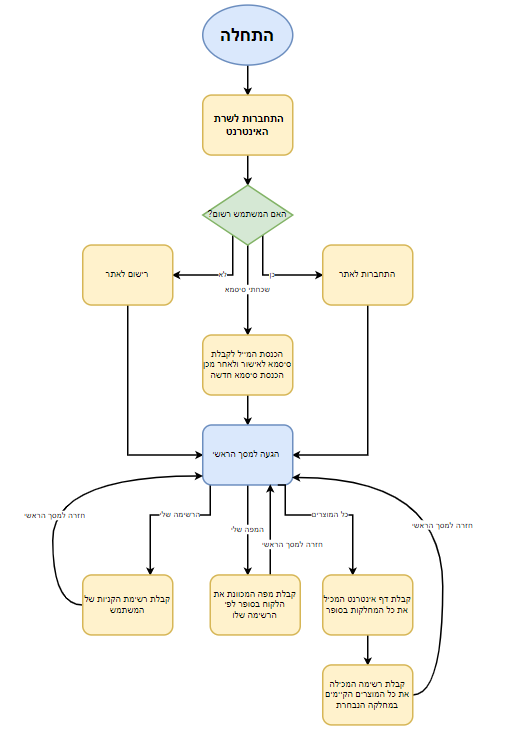 התחלה
התחברות לשרת
האינטרנט
האם המשתמש רשום?
לא
כן
שכחתי סיסמא
רישום לאתר
התחברות לאתר
הכנסת המייל לקבלת
סיסמא לאישור ולאחר מכן
הכנסת סיסמא חדשה
הגעה למסך הראשי
חזרה למסך הראשי
הרשימה שלי
המפה שלי
חזרה למסך הראשי
כל המוצרים
חזרה למסך הראשי
קבלת רשימת הקניות של
המשתמש
קבלת מפה המכוונת את
הלקוח בסופר לפי
הרשימה שלו
קבלת דף אינטרנט המכיל
את כל המחלקות בסופר
קבלת רשימה המכילה
את כל המוצרים הקיימים
במחלקה הנבחרת